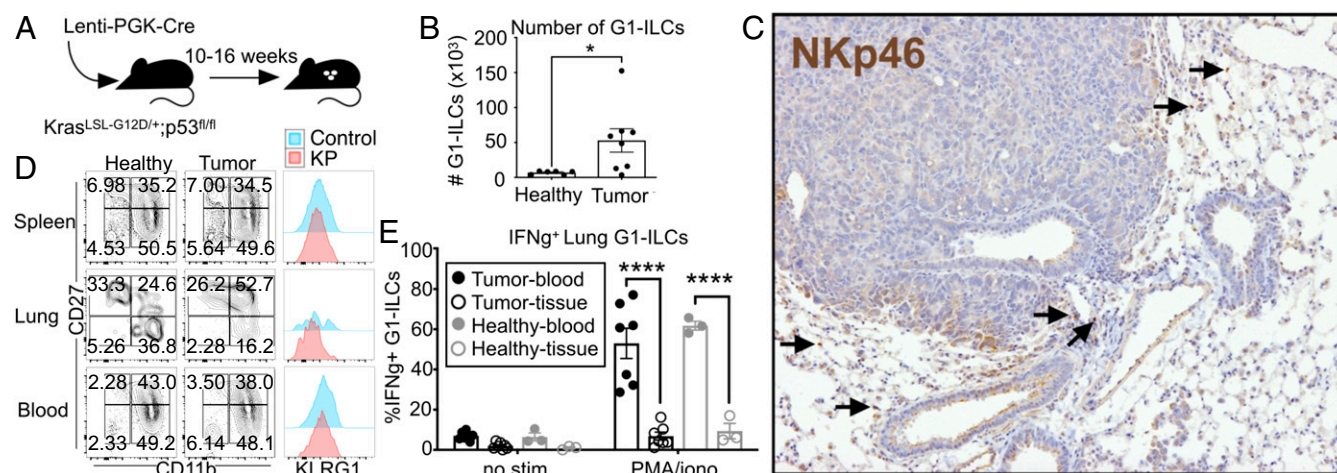 A
Lenti-PGK-Cre
10-16 weeks
KrasLSL-G12D/+;p53fl/fl
B
Number of G1-ILCs
# G1-ILCs (x10³)
200
150
100
50
0
*
Healthy
Tumor
C
NKp46
D
Healthy
Tumor
Control
KP
Spleen
6.98 35.2
4.53 50.5
7.00 34.5
5.64 49.6
Lung
33.3 24.6
5.26 36.8
26.2 52.7
2.28 16.2
Blood
2.28 43.0
2.33 49.2
3.50 38.0
6.14 48.1
CD27
CD11b
KLRG1
E
IFNg⁺ Lung G1-ILCs
%IFNg+ G1-ILCs
100
80
60
40
20
0
Tumor-blood
Tumor-tissue
Healthy-blood
Healthy-tissue
****
****
no stim
PMA/iono